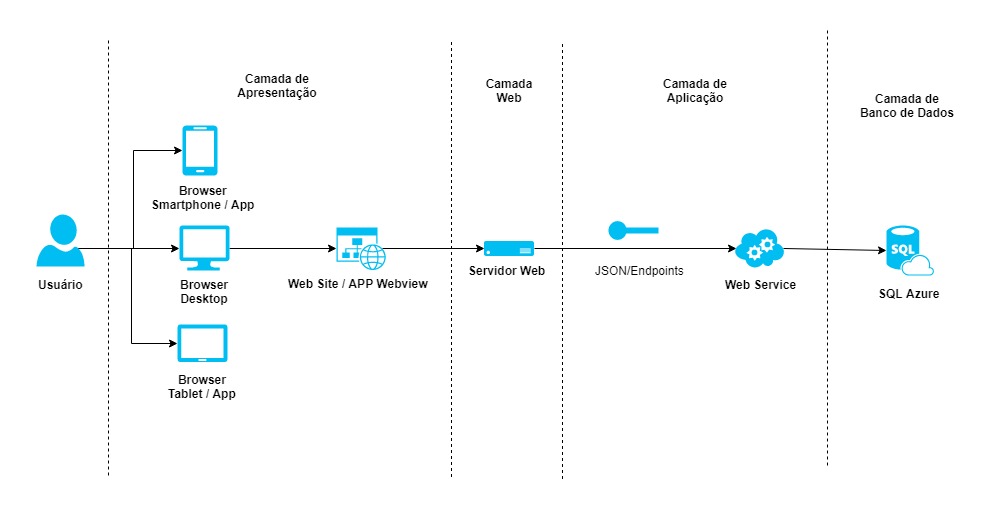 Camada de
Apresentação
Camada
Web
Camada de
Aplicação
Camada de
Banco de Dados
Browser
Smartphone / App
Usuário
Browser
Desktop
Web Site / APP Webview
Servidor Web
JSON/Endpoints
Web Service
SQL
SQL Azure
Browser
Tablet / App